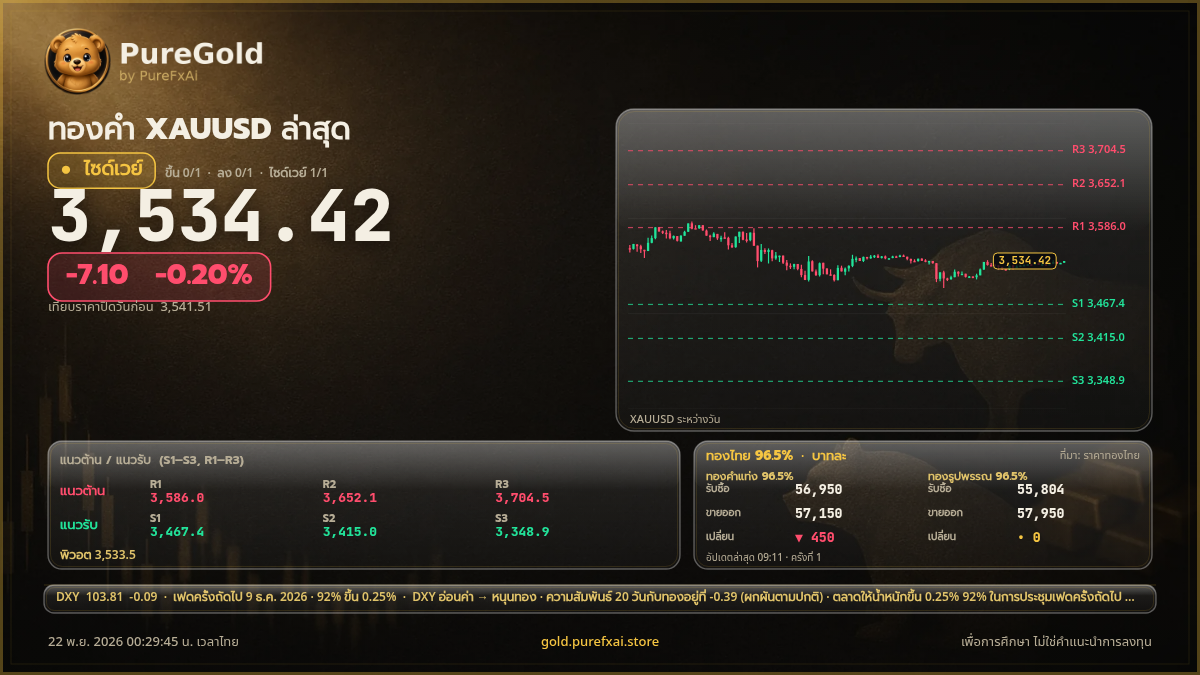 PureGold
by PureFxAi
ทองคำ XAUUSD ล่าสุด
• ไซด์เวย์ ขึ้น 0/1 · ลง 0/1 · ไซด์เวย์ 1/1
3,534.42
-7.10 -0.20%
เทียบราคาปิดวันก่อน 3,541.51
R3 3,704.5
R2 3,652.1
R1 3,586.0
3,534.42
S1 3,467.4
S2 3,415.0
S3 3,348.9
XAUUSD ระหว่างวัน
แนวต้าน / แนวรับ (S1–S3, R1–R3)
R1 R2 R3
แนวต้าน 3,586.0 3,652.1 3,704.5
S1 S2 S3
แนวรับ 3,467.4 3,415.0 3,348.9
พิวอต 3,533.5
ทองไทย 96.5% · บาทละ ที่มา: ราคาทองไทย
ทองคำแท่ง 96.5% ทองรูปพรรณ 96.5%
รับซื้อ 56,950 รับซื้อ 55,804
ขายออก 57,150 ขายออก 57,950
เปลี่ยน ▼ 450 เปลี่ยน • 0
อัปเดตล่าสุด 09:11 · ครั้งที่ 1
DXY 103.81 -0.09 · เฟดครั้งถัดไป 9 ธ.ค. 2026 · 92% ขึ้น 0.25% · DXY อ่อนค่า → หนุนทอง · ความสัมพันธ์ 20 วันกับทองอยู่ที่ -0.39 (ผกผันตามปกติ) · ตลาดให้น้ำหนักขึ้น 0.25% 92% ในการประชุมเฟดครั้งถัดไป ...
22 พ.ย. 2026 00:29:45 น. เวลาไทย
gold.purefxai.store
เพื่อการศึกษา ไม่ใช่คำแนะนำการลงทุน